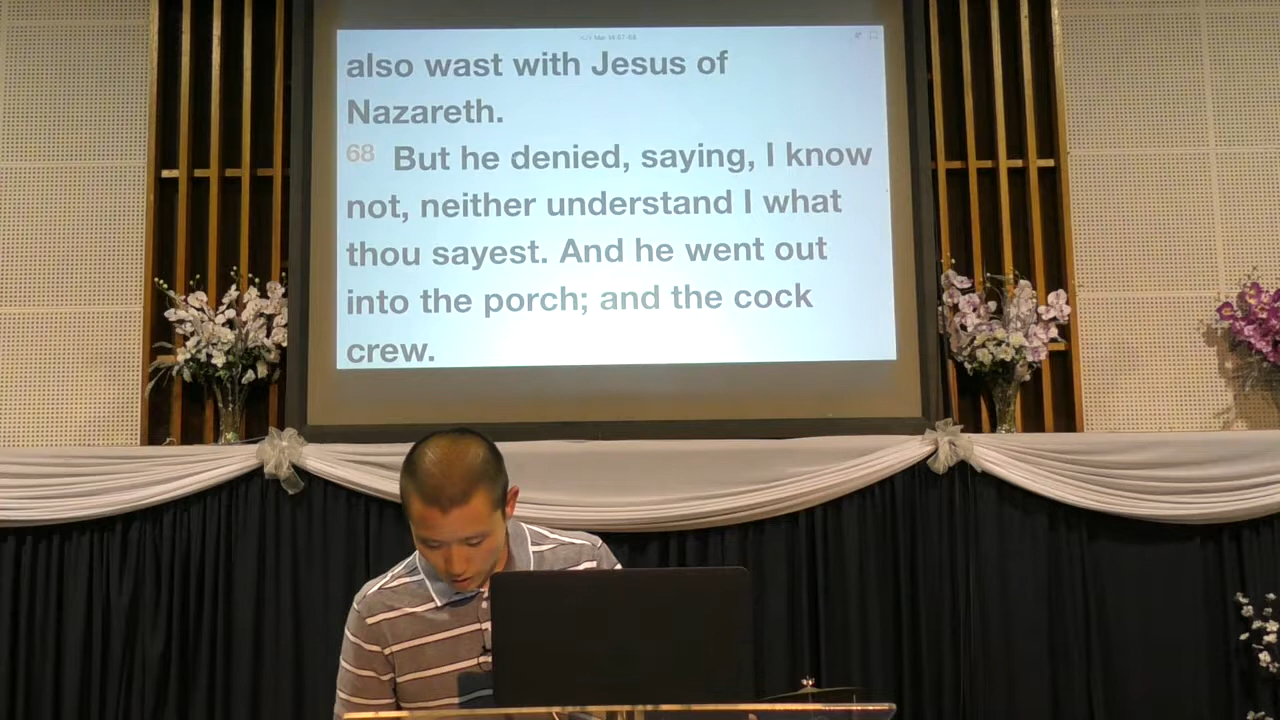 also wast with Jesus of
Nazareth.
68 But he denied, saying, I know
not, neither understand I what
thou sayest. And he went out
into the porch; and the cock
crew.